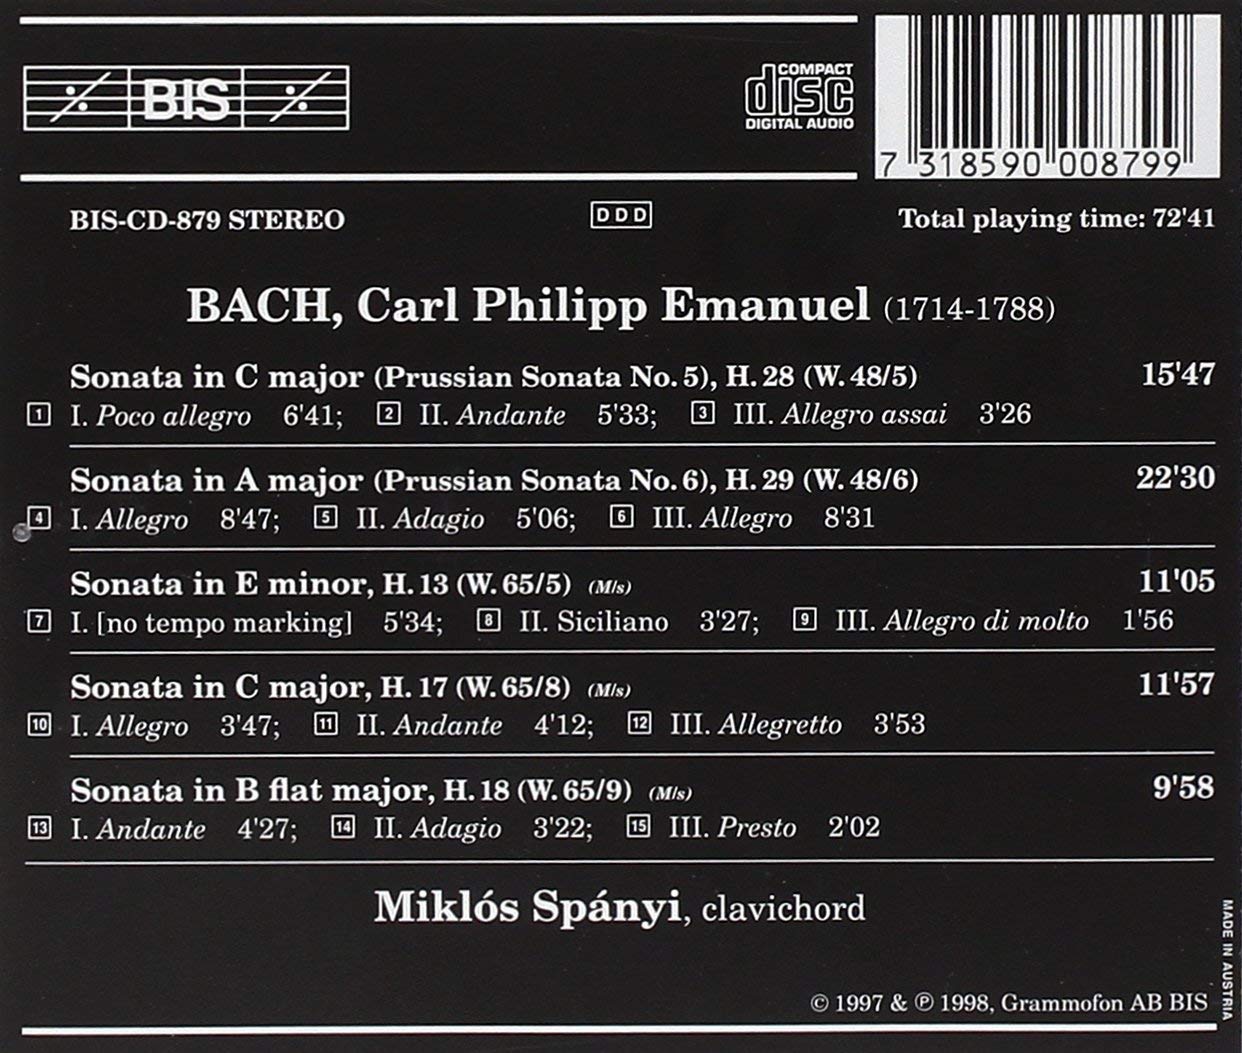 BIS
COMPACT
disc
DIGITAL AUDIO
7 318590 008799
BIS-CD-879 STEREO
DDD
Total playing time: 72'41
BACH, Carl Philipp Emanuel (1714-1788)
Sonata in C major (Prussian Sonata No. 5), H. 28 (W. 48/5) 15'47
1 I. Poco allegro 6'41; 2 II. Andante 5'33; 3 III. Allegro assai 3'26
Sonata in A major (Prussian Sonata No. 6), H. 29 (W. 48/6) 22'30
4 I. Allegro 8'47; 5 II. Adagio 5'06; 6 III. Allegro 8'31
Sonata in E minor, H. 13 (W. 65/5) (M/s) 11'05
7 I. [no tempo marking] 5'34; 8 II. Siciliano 3'27; 9 III. Allegro di molto 1'56
Sonata in C major, H. 17 (W. 65/8) (M/s) 11'57
10 I. Allegro 3'47; 11 II. Andante 4'12; 12 III. Allegretto 3'53
Sonata in B flat major, H. 18 (W. 65/9) (M/s) 9'58
13 I. Andante 4'27; 14 II. Adagio 3'22; 15 III. Presto 2'02
Miklós Spányi, clavichord
MADE IN AUSTRIA
© 1997 & ℗ 1998, Grammofon AB BIS